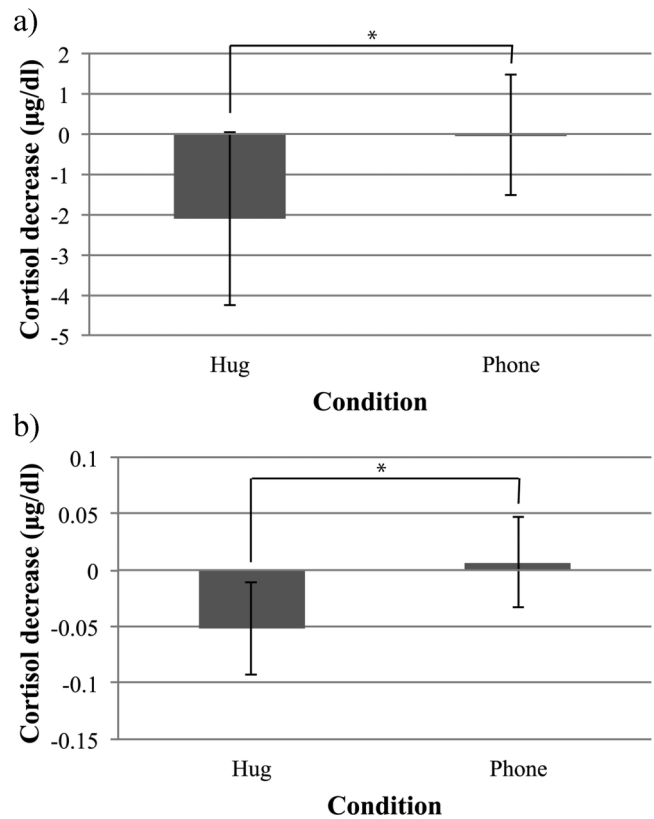 a)
*
2
1
0
-1
-2
-3
-4
-5
Cortisol decrease (µg/dl)
Hug Phone
Condition
b)
*
0.1
0.05
0
-0.05
-0.1
-0.15
Cortisol decrease (µg/dl)
Hug Phone
Condition